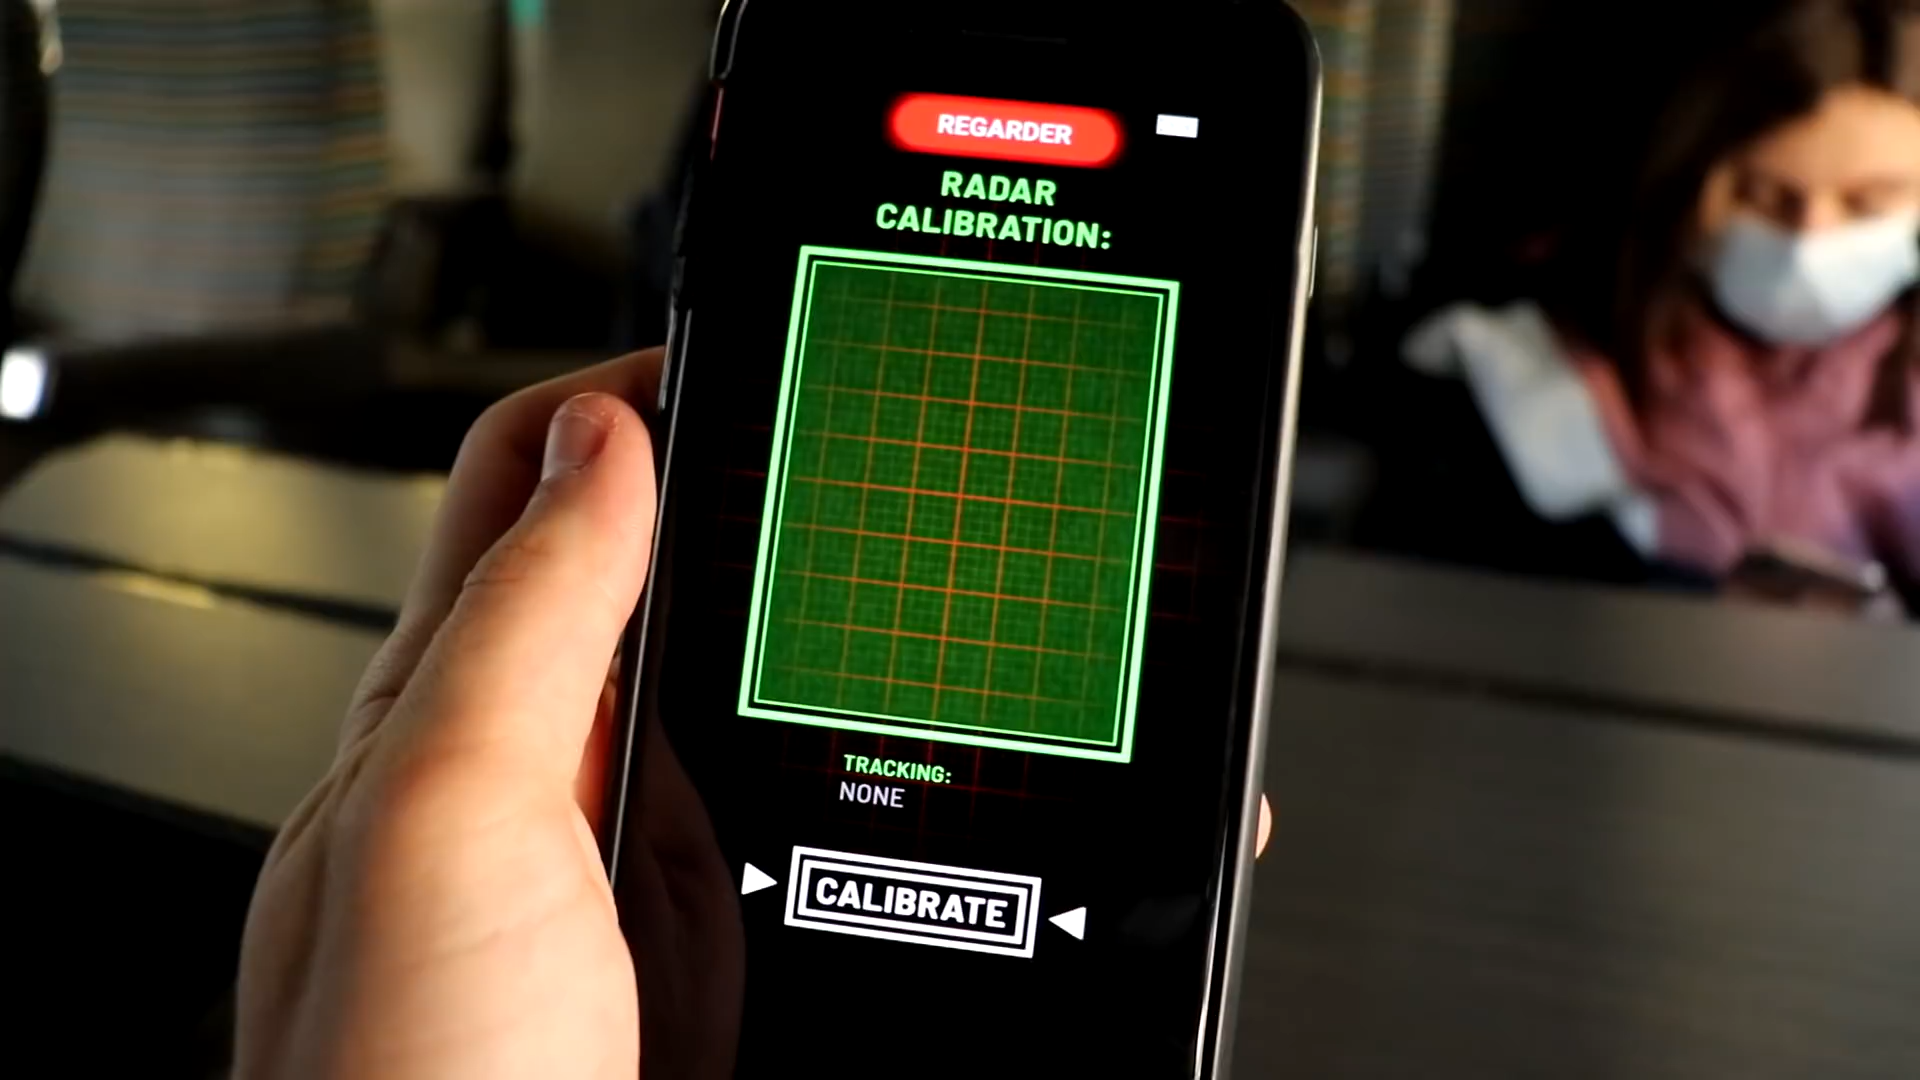 REGARDER
RADAR
CALIBRATION:
TRACKING:
NONE
CALIBRATE